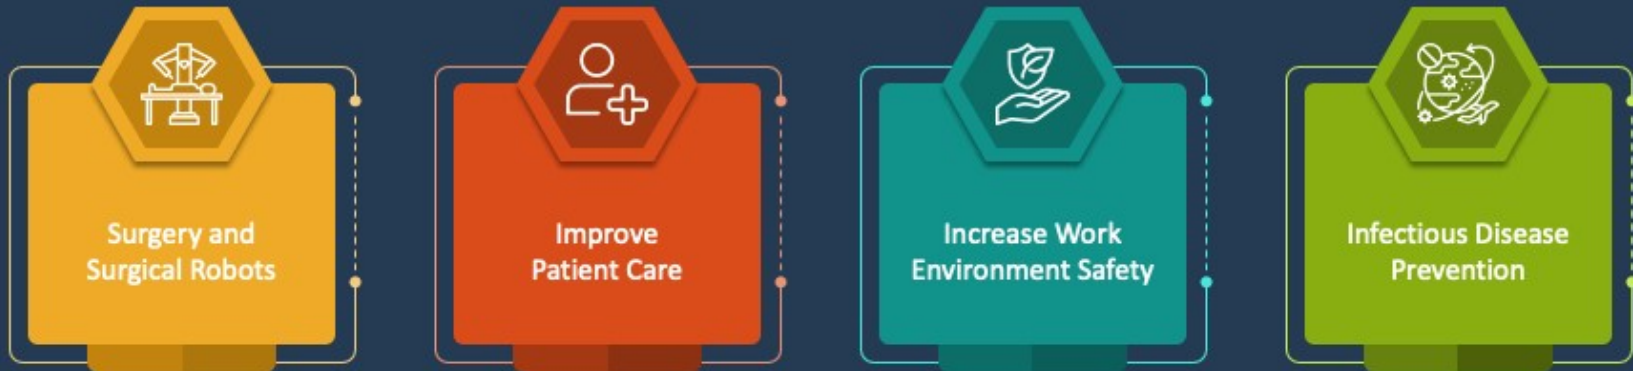 Surgery and
Surgical Robots
Improve
Patient Care
Increase Work
Environment Safety
Infectious Disease
Prevention